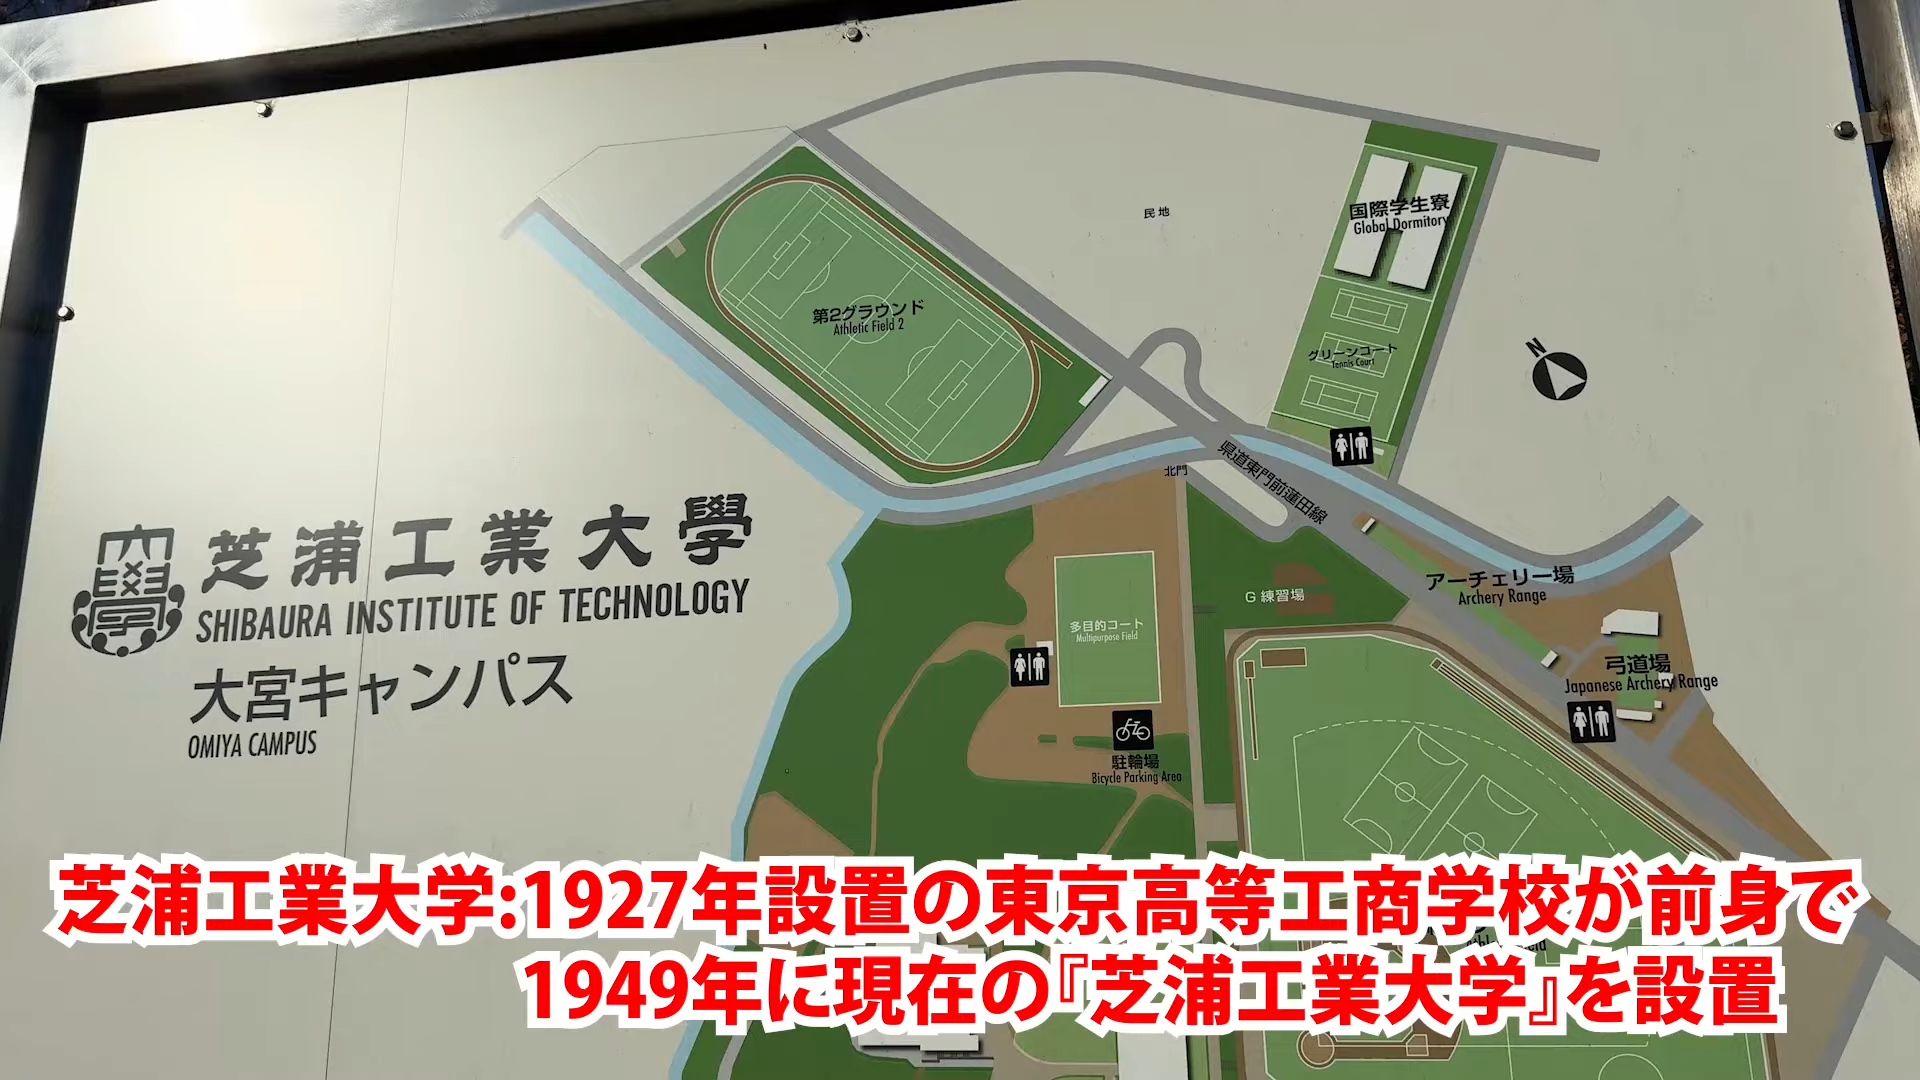 民地
国際学生寮
Global Dormitory
第2グラウンド
Athletic Field 2
グリーンコート
Tennis Court
N
北門
県道東門前蓮田線
芝浦工業大學
SHIBAURA INSTITUTE OF TECHNOLOGY
大宮キャンパス
OMIYA CAMPUS
アーチェリー場
Archery Range
G 練習場
多目的コート
Multipurpose Field
弓道場
Japanese Archery Range
駐輪場
Bicycle Parking Area
芝浦工業大学:1927年設置の東京高等工商学校が前身で
1949年に現在の『芝浦工業大学』を設置